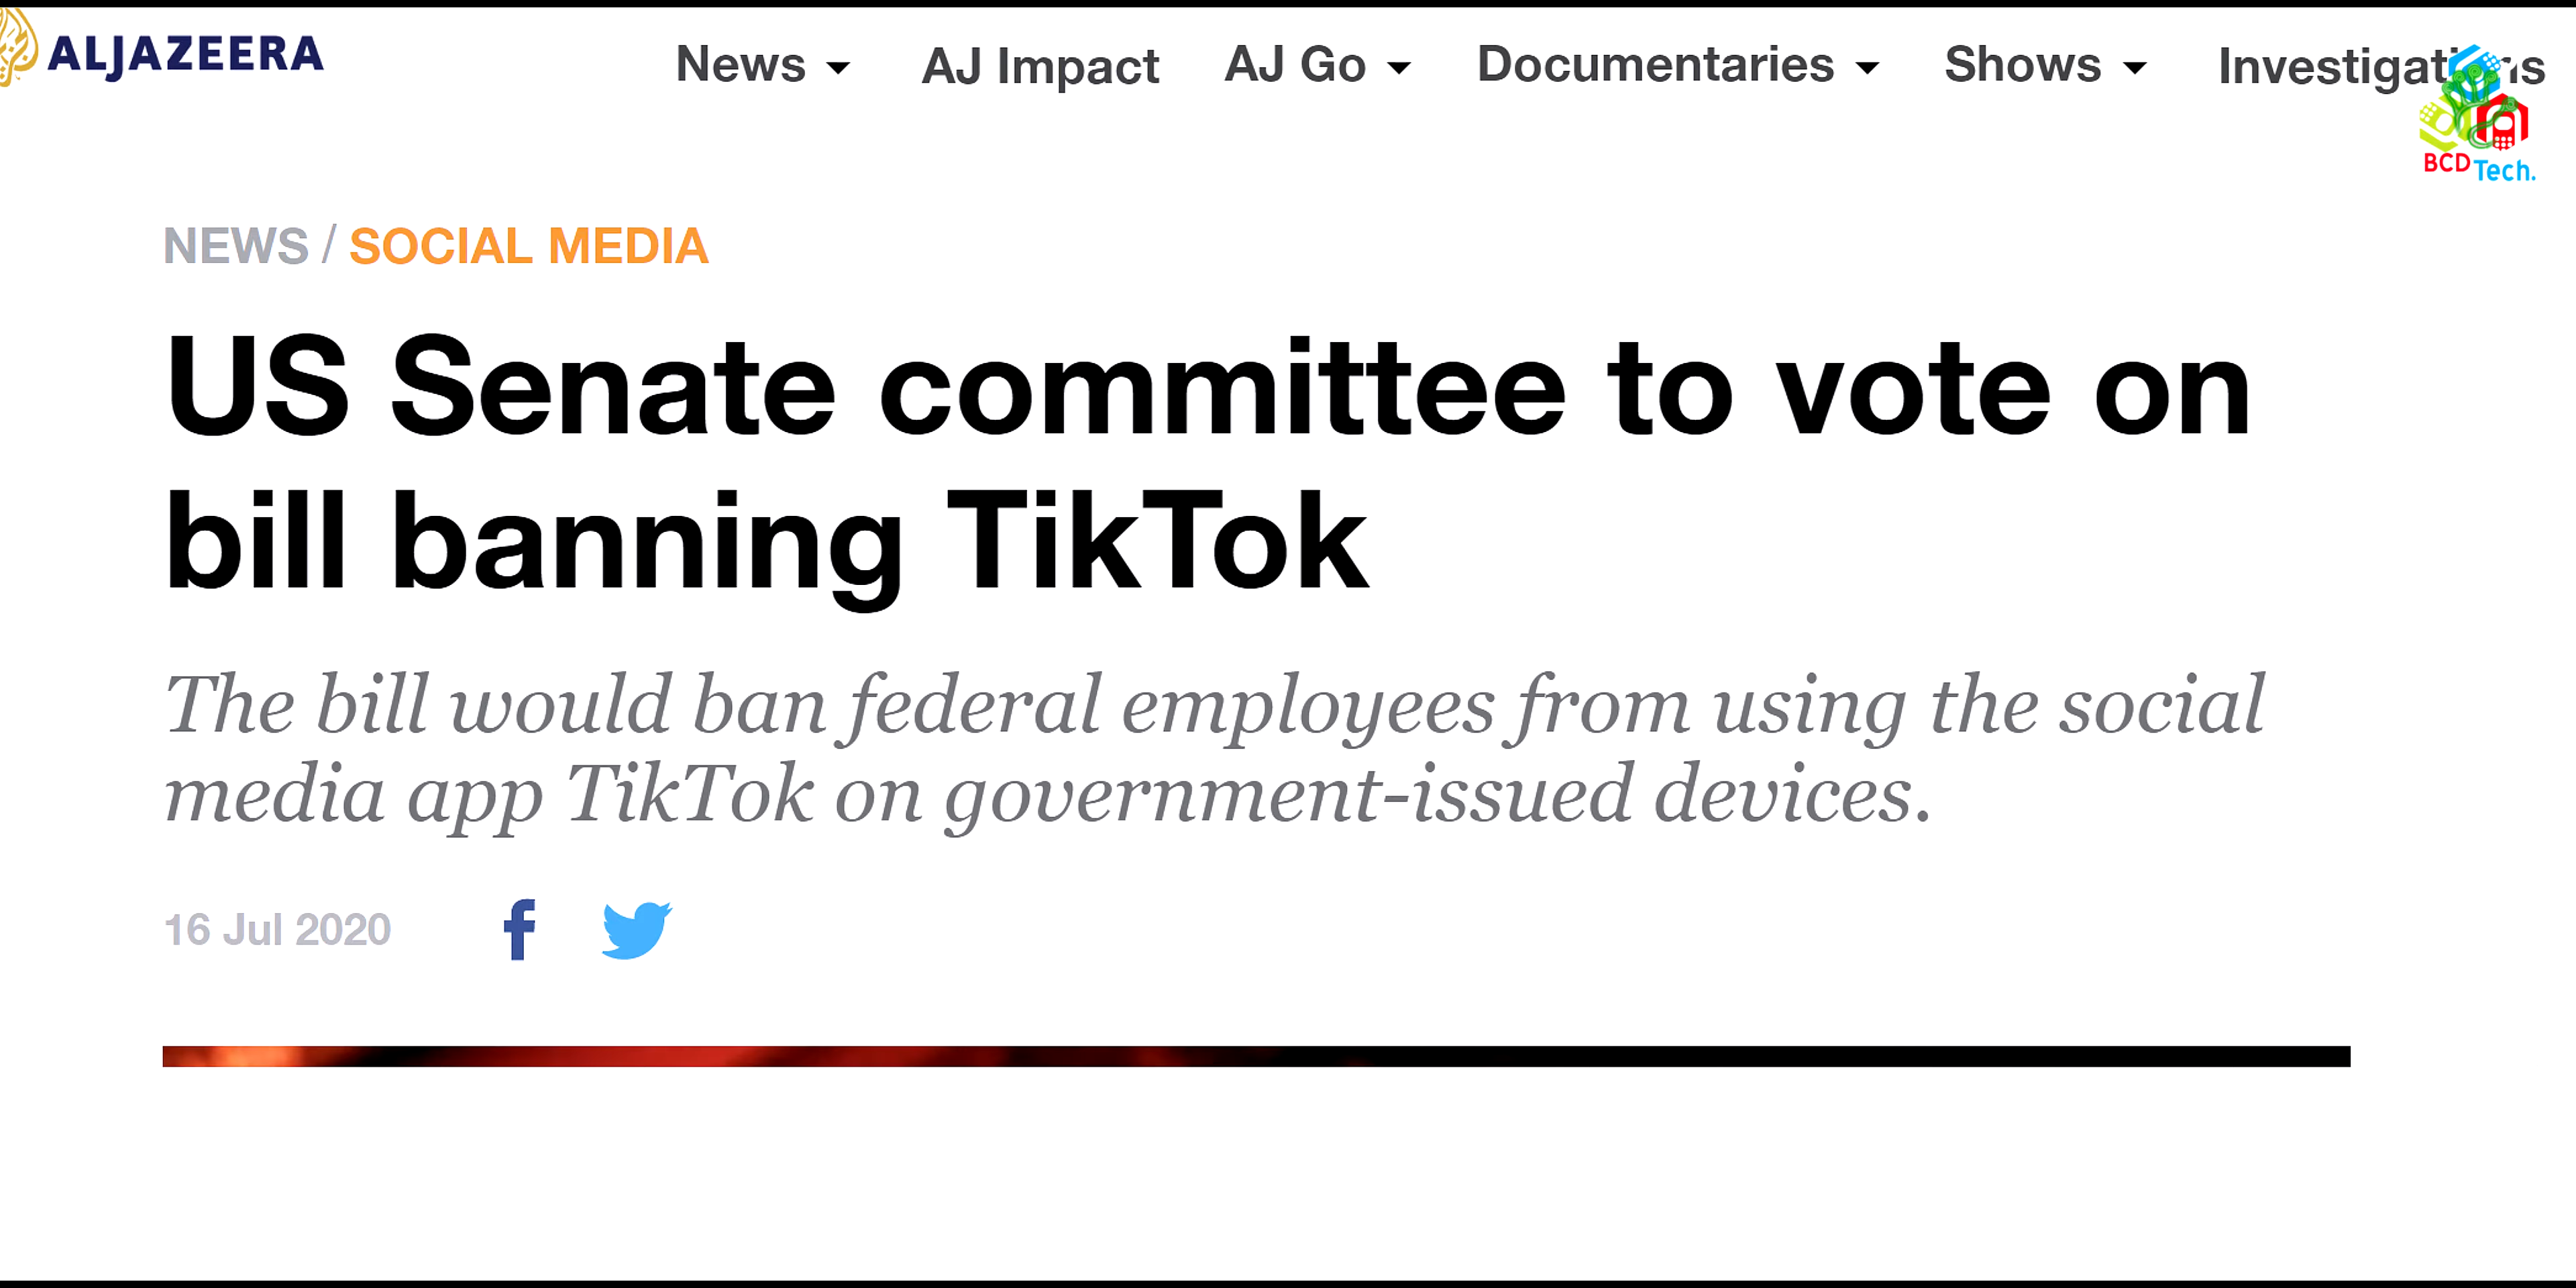 ALJAZEERA
News AJ Impact AJ Go Documentaries Shows
BCD Tech.
NEWS / SOCIAL MEDIA
US Senate committee to vote on
bill banning TikTok
The bill would ban federal employees from using the social
media app TikTok on government-issued devices.
16 Jul 2020